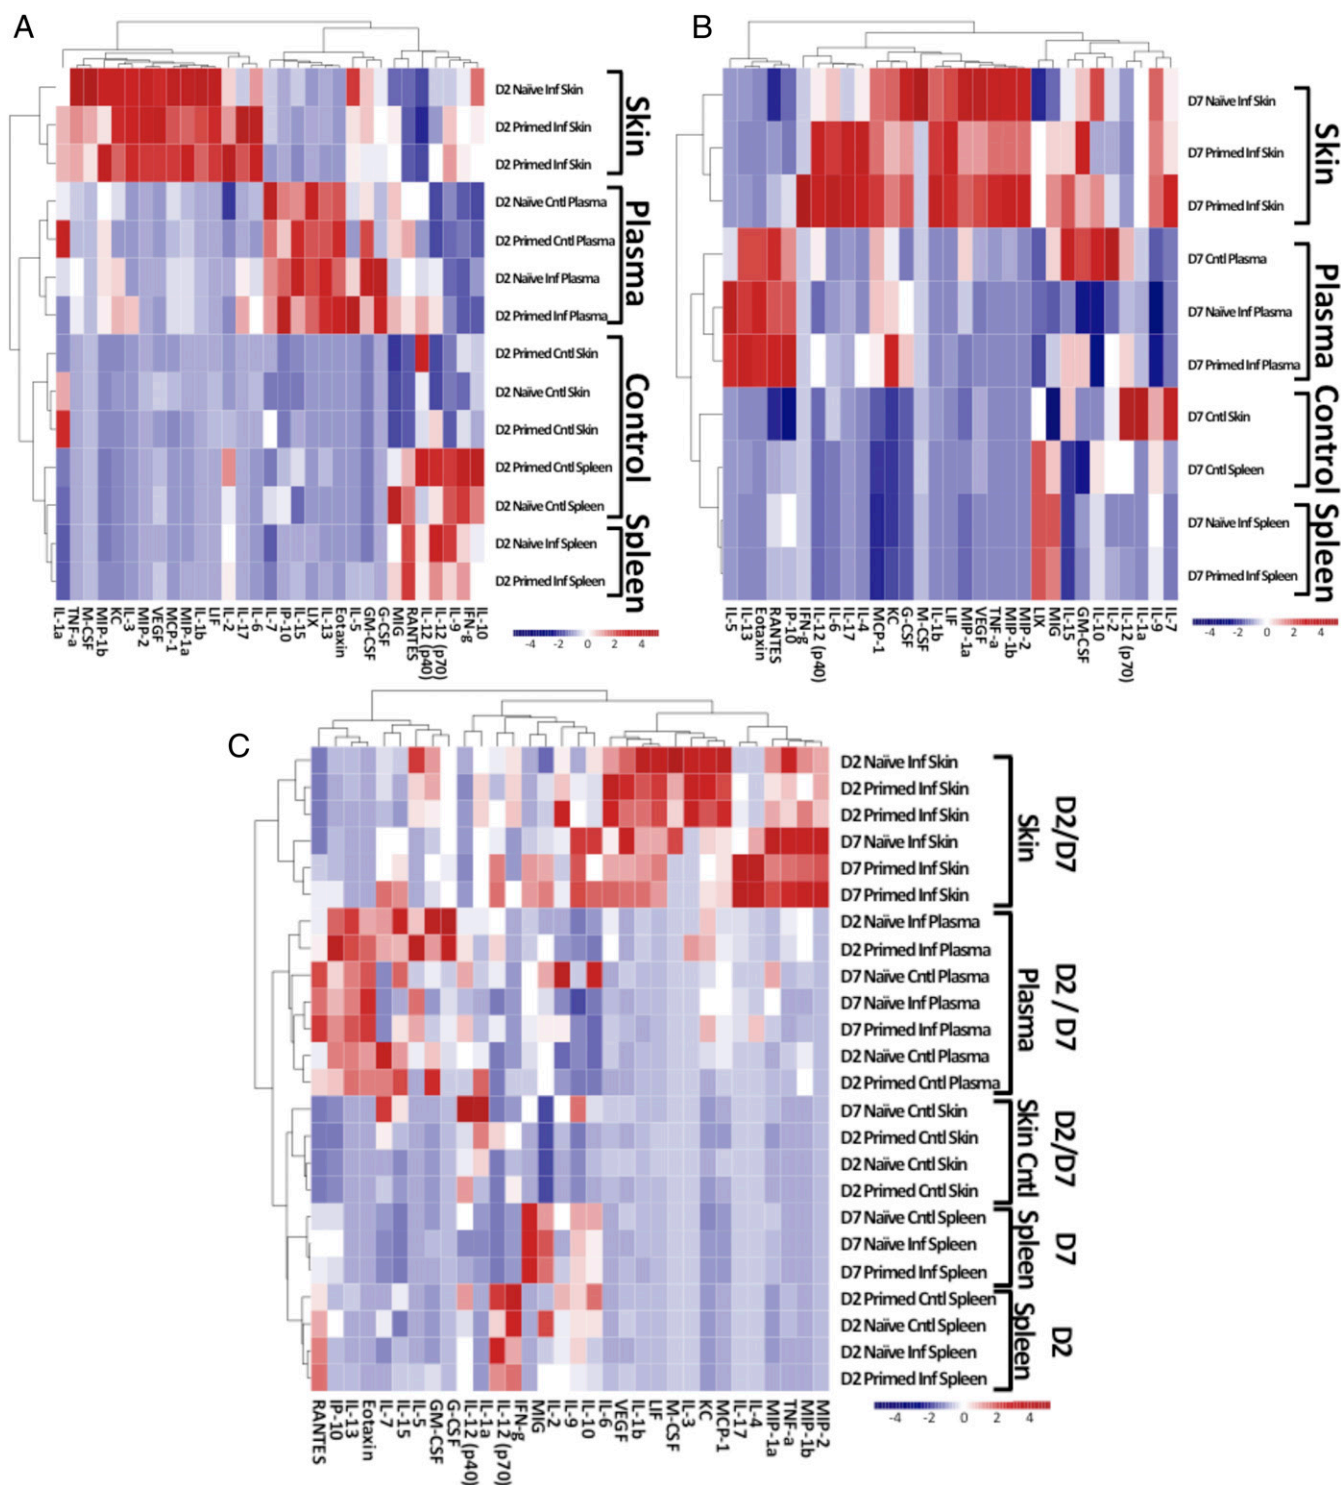 A
D2 Naïve Inf Skin
D2 Primed Inf Skin
D2 Primed Inf Skin
D2 Naïve Cntl Plasma
D2 Primed Cntl Plasma
D2 Naïve Inf Plasma
D2 Primed Inf Plasma
D2 Primed Cntl Skin
D2 Naïve Cntl Skin
D2 Primed Cntl Skin
D2 Primed Cntl Spleen
D2 Naïve Cntl Spleen
D2 Naive Inf Spleen
D2 Primed Inf Spleen
Skin
Plasma
Control
Spleen
IL-1a
TNF-a
M-CSF
MIP-1b
KC
IL-3
MIP-2
VEGF
MCP-1
MIP-1a
IL-1b
LIF
IL-2
IL-17
IL-6
IL-7
IP-10
IL-15
LIX
IL-13
Eotaxin
IL-5
GM-CSF
G-CSF
MIG
RANTES
IL-12 (p40)
IL-12 (p70)
IL-9
IFN-g
IL-10
-4 -2 0 2 4
B
D7 Naïve Inf Skin
D7 Primed Inf Skin
D7 Primed Inf Skin
D7 Cntl Plasma
D7 Naïve Inf Plasma
D7 Primed Inf Plasma
D7 Cntl Skin
D7 Cntl Spleen
D7 Naïve Inf Spleen
D7 Primed Inf Spleen
Skin
Plasma
Control
Spleen
IL-5
IL-13
Eotaxin
RANTES
IP-10
IFN-g
IL-12 (p40)
IL-6
IL-17
IL-4
MCP-1
KC
G-CSF
M-CSF
IL-1b
LIF
MIP-1a
VEGF
TNF-a
MIP-1b
MIP-2
LIX
MIG
IL-15
GM-CSF
IL-10
IL-2
IL-12 (p70)
IL-1a
IL-9
IL-7
-4 -2 0 2 4
C
D2 Naïve Inf Skin
D2 Primed Inf Skin
D2 Primed Inf Skin
D7 Naïve Inf Skin
D7 Primed Inf Skin
D7 Primed Inf Skin
D2 Naïve Inf Plasma
D2 Primed Inf Plasma
D7 Naïve Cntl Plasma
D7 Naïve Inf Plasma
D7 Primed Inf Plasma
D2 Naïve Cntl Plasma
D2 Primed Cntl Plasma
D7 Naïve Cntl Skin
D2 Primed Cntl Skin
D2 Naïve Cntl Skin
D2 Primed Cntl Skin
D7 Naïve Cntl Spleen
D7 Naïve Inf Spleen
D7 Primed Inf Spleen
D2 Primed Cntl Spleen
D2 Naïve Cntl Spleen
D2 Naïve Inf Spleen
D2 Primed Inf Spleen
D2/D7
Skin
D2 / D7
Plasma
D2/D7
Skin Cntl
D7
Spleen
D2
Spleen
RANTES
IP-10
IL-13
Eotaxin
IL-7
IL-15
IL-5
GM-CSF
G-CSF
IL-12 (p40)
IL-1a
IL-12 (p70)
IFN-g
MIG
IL-2
IL-9
IL-10
IL-6
VEGF
IL-1b
LIF
M-CSF
IL-3
KC
MCP-1
IL-17
IL-4
MIP-1a
TNF-a
MIP-1b
MIP-2
-4 -2 0 2 4